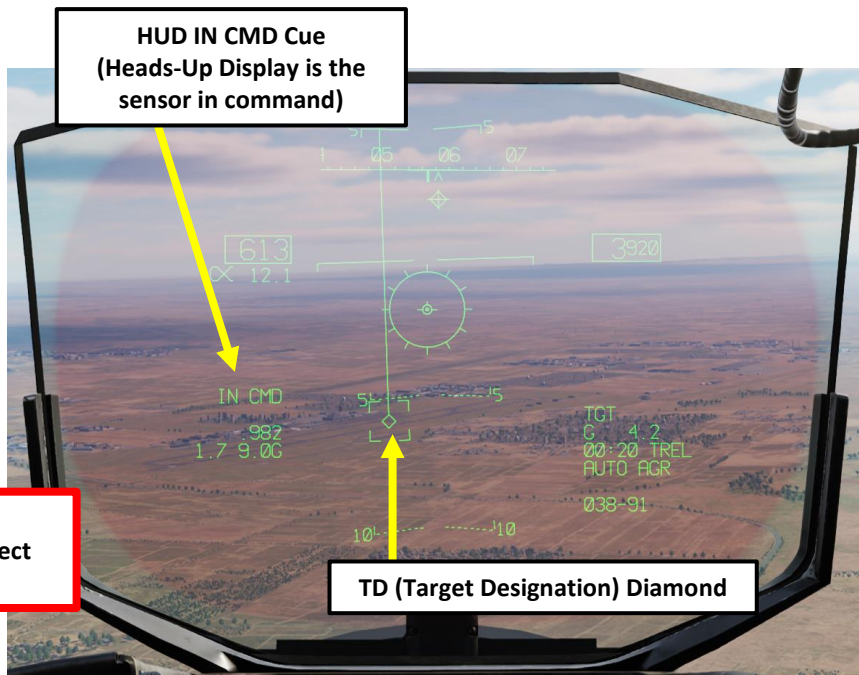 HUD IN CMD Cue
(Heads-Up Display is the
sensor in command)
5 5
05 06 07
613
3920
∝ 12.1
IN CMD
5 5
TGT
.982
G 4.2
1.7 9.0G
00:20 TREL
AUTO AGR
038-91
ect
10 10
TD (Target Designation) Diamond